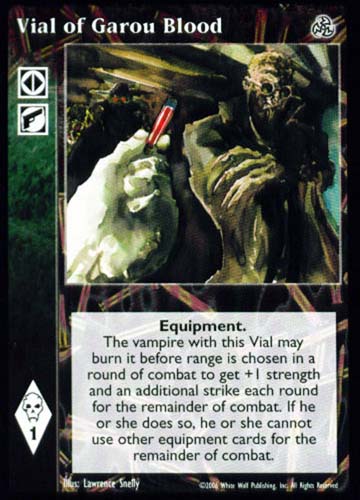 Vial of Garou Blood
Equipment.
The vampire with this Vial may
burn it before range is chosen in a
round of combat to get +1 strength
and an additional strike each round
for the remainder of combat. If he
or she does so, he or she cannot
use other equipment cards for the
remainder of combat.
1
Illus: Lawrence Snelly
©2006 White Wolf Publishing, Inc. All Rights Reserved